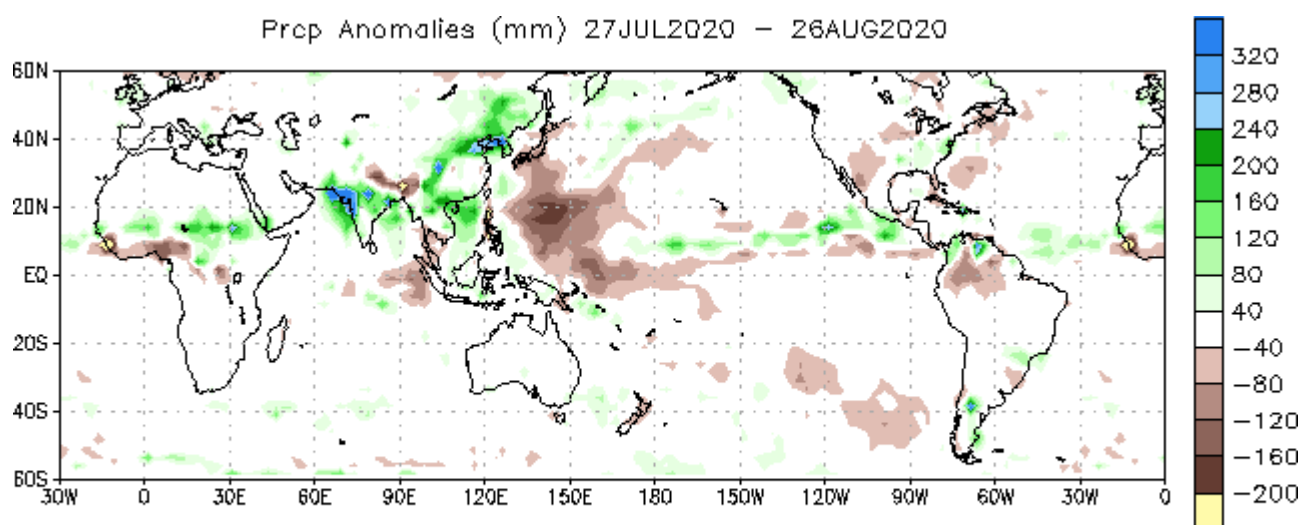 Prcp Anomalies (mm) 27JUL2020 – 26AUG2020
60N
40N
20N
EQ
20S
40S
60S
30W 0 30E 60E 90E 120E 150E 180 150W 120W 90W 60W 30W 0
320
280
240
200
160
120
80
40
−40
−80
−120
−160
−200